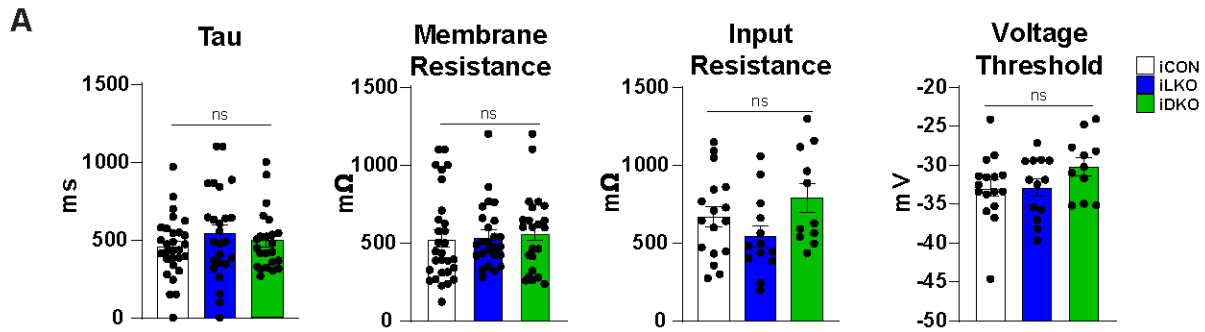 A
Tau
ms
1500
1000
500
0
ns
Membrane
Resistance
mΩ
1500
1000
500
0
ns
Input
Resistance
mΩ
1500
1000
500
0
ns
Voltage
Threshold
mV
-20
-25
-30
-35
-40
-45
-50
ns
iCON
iLKO
iDKO